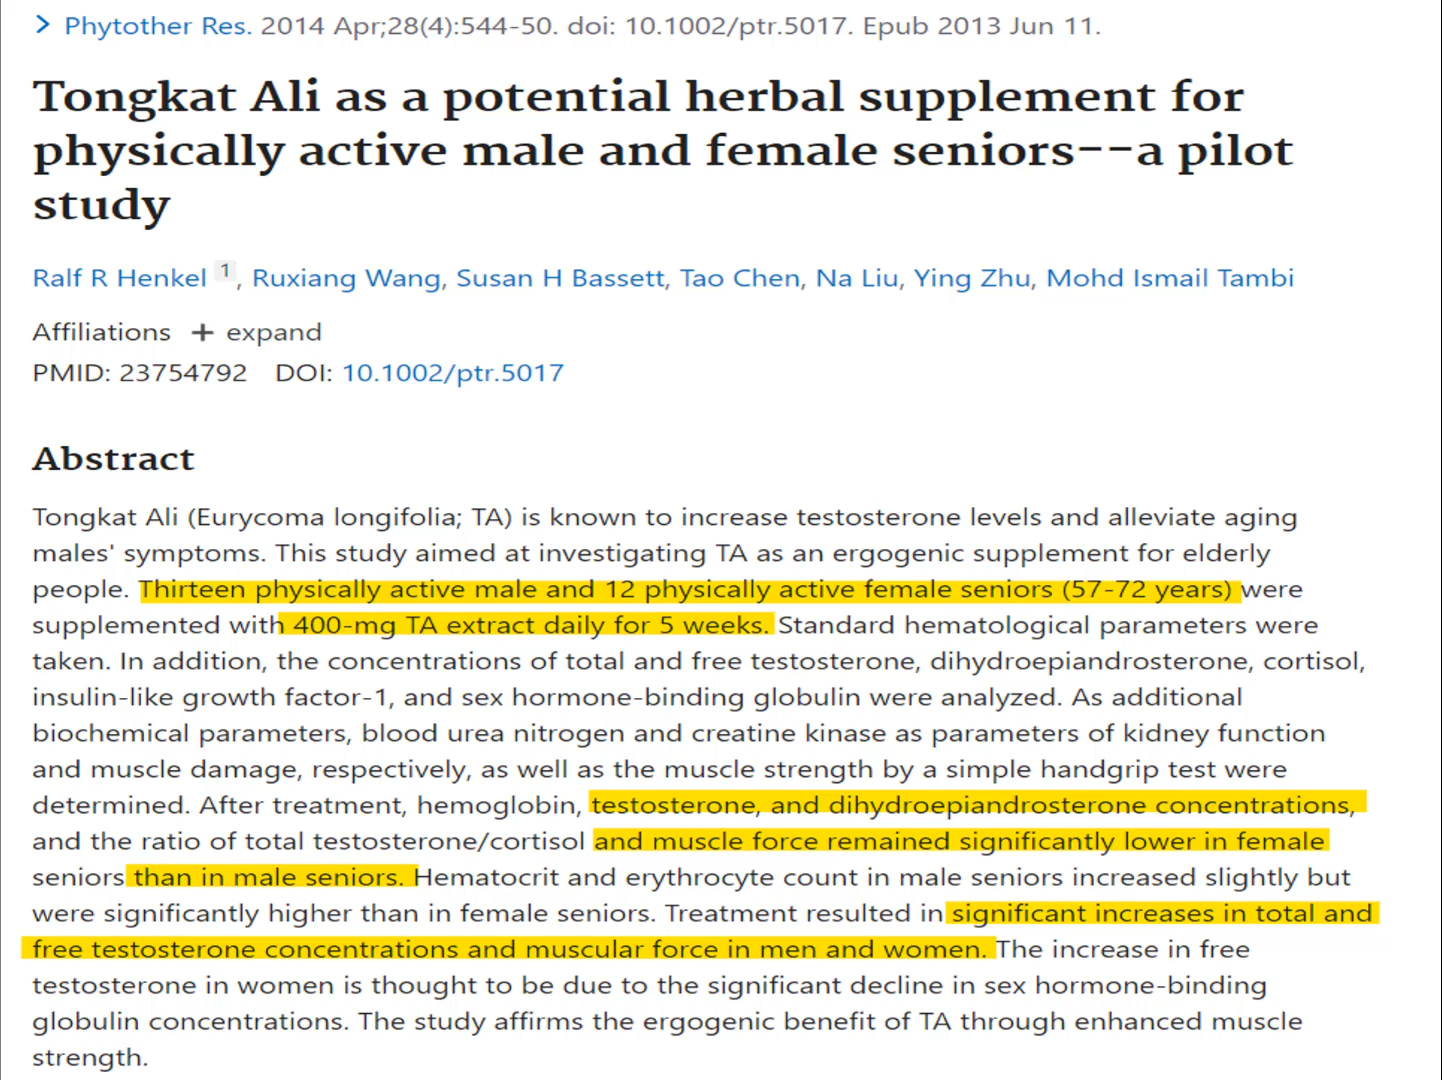 Phytother Res. 2014 Apr;28(4):544-50. doi: 10.1002/ptr.5017. Epub 2013 Jun 11.
Tongkat Ali as a potential herbal supplement for
physically active male and female seniors--a pilot
study
Ralf R Henkel 1, Ruxiang Wang, Susan H Bassett, Tao Chen, Na Liu, Ying Zhu, Mohd Ismail Tambi
Affiliations + expand
PMID: 23754792 DOI: 10.1002/ptr.5017
Abstract
Tongkat Ali (Eurycoma longifolia; TA) is known to increase testosterone levels and alleviate aging
males' symptoms. This study aimed at investigating TA as an ergogenic supplement for elderly
people. Thirteen physically active male and 12 physically active female seniors (57-72 years) were
supplemented with 400-mg TA extract daily for 5 weeks. Standard hematological parameters were
taken. In addition, the concentrations of total and free testosterone, dihydroepiandrosterone, cortisol,
insulin-like growth factor-1, and sex hormone-binding globulin were analyzed. As additional
biochemical parameters, blood urea nitrogen and creatine kinase as parameters of kidney function
and muscle damage, respectively, as well as the muscle strength by a simple handgrip test were
determined. After treatment, hemoglobin, testosterone, and dihydroepiandrosterone concentrations,
and the ratio of total testosterone/cortisol and muscle force remained significantly lower in female
seniors than in male seniors. Hematocrit and erythrocyte count in male seniors increased slightly but
were significantly higher than in female seniors. Treatment resulted in significant increases in total and
free testosterone concentrations and muscular force in men and women. The increase in free
testosterone in women is thought to be due to the significant decline in sex hormone-binding
globulin concentrations. The study affirms the ergogenic benefit of TA through enhanced muscle
strength.